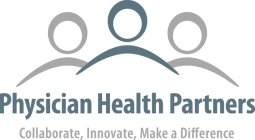 Physician Health Partners
Collaborate, Innovate, Make a Difference